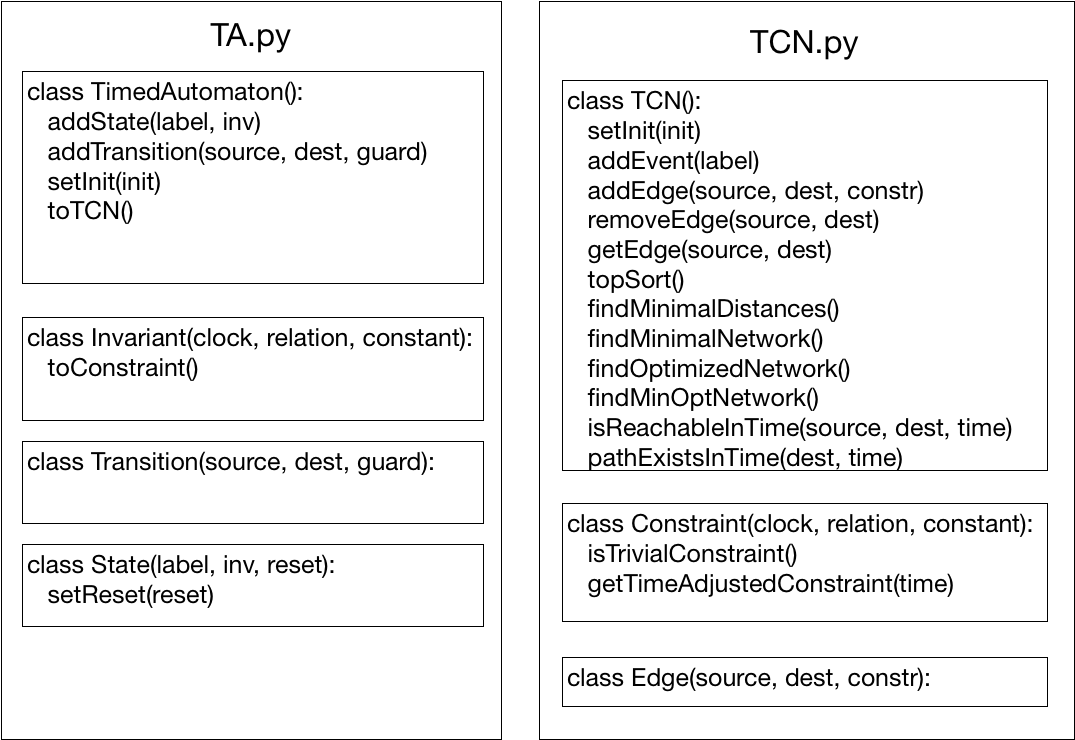 TA.py
class TimedAutomaton():
addState(label, inv)
addTransition(source, dest, guard)
setInit(init)
toTCN()
class Invariant(clock, relation, constant):
toConstraint()
class Transition(source, dest, guard):
class State(label, inv, reset):
setReset(reset)
TCN.py
class TCN():
setInit(init)
addEvent(label)
addEdge(source, dest, constr)
removeEdge(source, dest)
getEdge(source, dest)
topSort()
findMinimalDistances()
findMinimalNetwork()
findOptimizedNetwork()
findMinOptNetwork()
isReachableInTime(source, dest, time)
pathExistsInTime(dest, time)
class Constraint(clock, relation, constant):
isTrivialConstraint()
getTimeAdjustedConstraint(time)
class Edge(source, dest, constr):